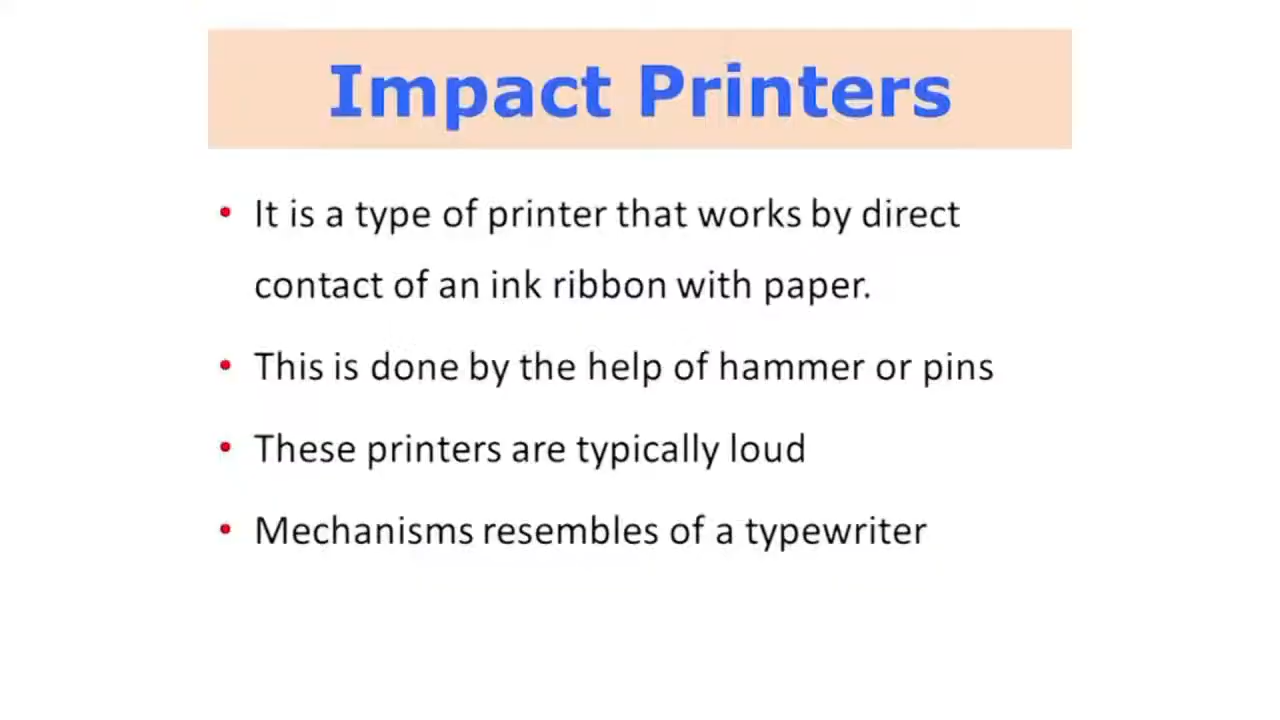 Impact Printers
• It is a type of printer that works by direct
contact of an ink ribbon with paper.
• This is done by the help of hammer or pins
• These printers are typically loud
• Mechanisms resembles of a typewriter